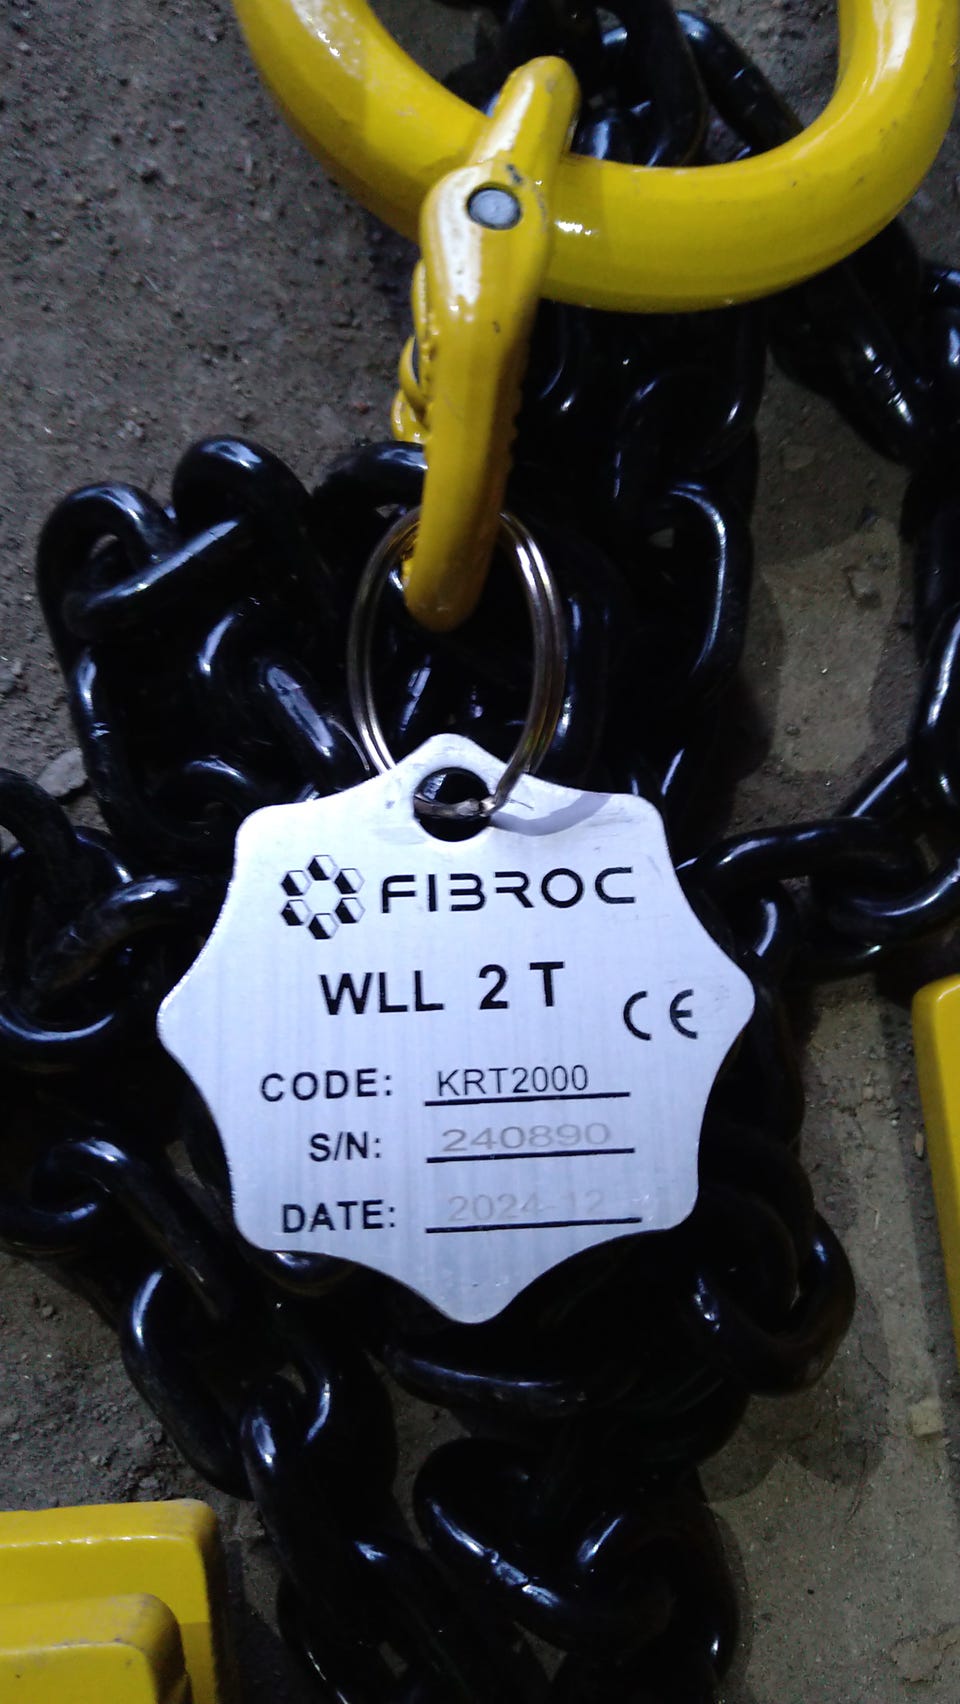 FIBROC
WLL 2 T
CE
CODE: KRT2000
S/N: 240890
DATE: 2024-12